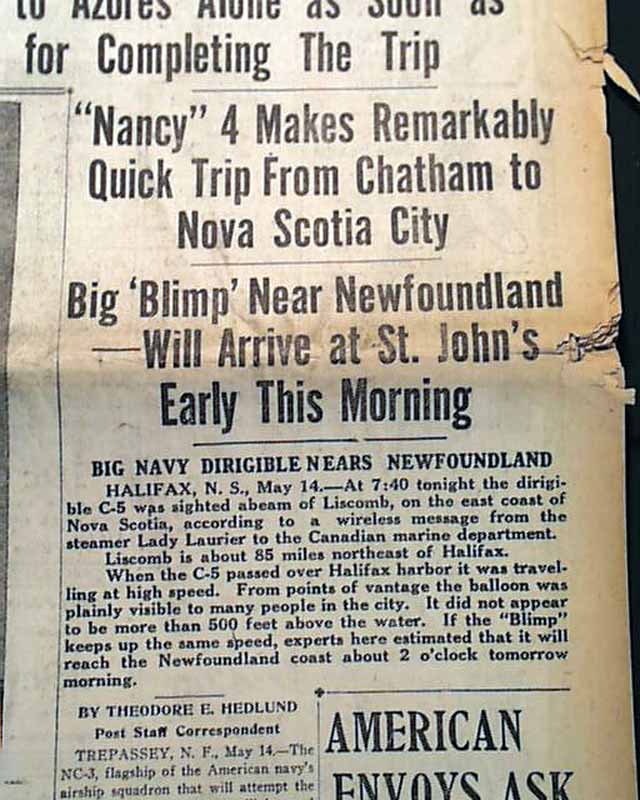 to Azores Alone as Soon as
for Completing The Trip
"Nancy" 4 Makes Remarkably
Quick Trip From Chatham to
Nova Scotia City
Big 'Blimp' Near Newfoundland
—Will Arrive at St. John's
Early This Morning
BIG NAVY DIRIGIBLE NEARS NEWFOUNDLAND
HALIFAX, N. S., May 14.—At 7:40 tonight the dirigi-
ble C-5 was sighted abeam of Liscomb, on the east coast of
Nova Scotia, according to a wireless message from the
steamer Lady Laurier to the Canadian marine department.
Liscomb is about 85 miles northeast of Halifax.
When the C-5 passed over Halifax harbor it was travel-
ling at high speed. From points of vantage the balloon was
plainly visible to many people in the city. It did not appear
to be more than 500 feet above the water. If the "Blimp"
keeps up the same speed, experts here estimated that it will
reach the Newfoundland coast about 2 o'clock tomorrow
morning.
BY THEODORE E. HEDLUND
Post Staff Correspondent
TREPASSEY, N. F., May 14.—The
NC-3, flagship of the American navy's
airship squadron that will attempt the
AMERICAN
ENVOYS ASK